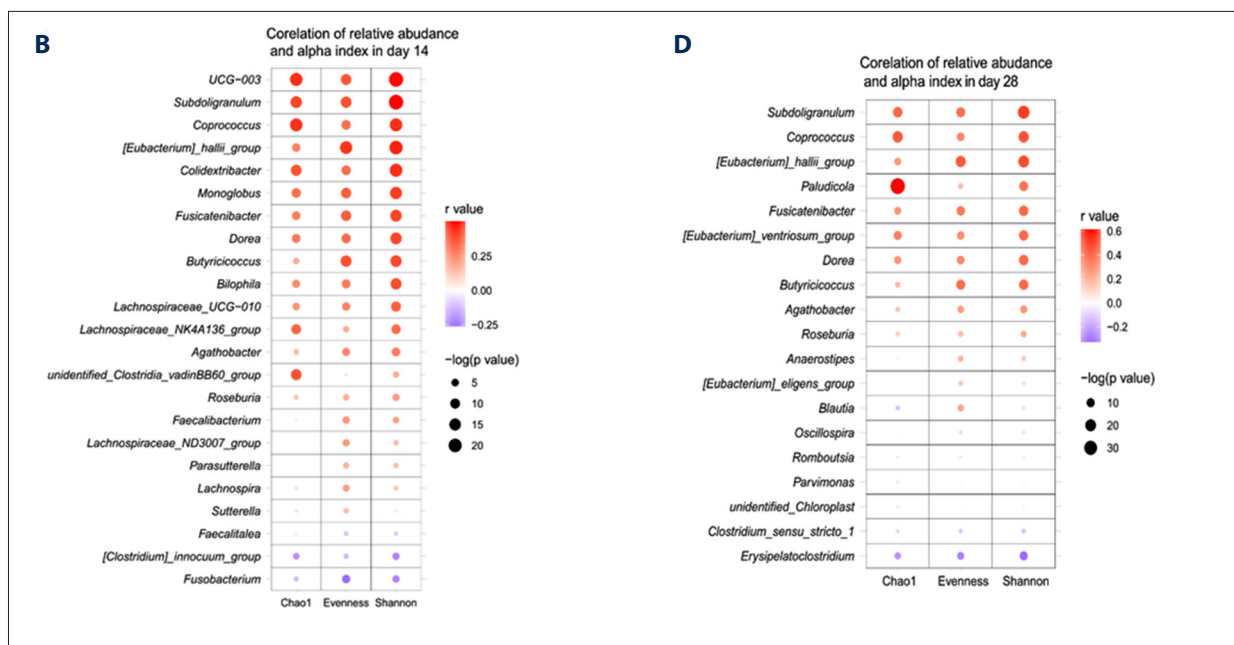 B
Corelation of relative abudance
and alpha index in day 14
UCG-003
Subdoligranulum
Coprococcus
[Eubacterium]_hallii_group
Colidextribacter
Monoglobus
Fusicatenibacter
Dorea
Butyricicoccus
Bilophila
Lachnospiraceae_UCG-010
Lachnospiraceae_NK4A136_group
Agathobacter
unidentified_Clostridia_vadinBB60_group
Roseburia
Faecalibacterium
Lachnospiraceae_ND3007_group
Parasutterella
Lachnospira
Sutterella
Faecalitalea
[Clostridium]_innocuum_group
Fusobacterium
Chao1 Evenness Shannon
r value
0.25
0.00
−0.25
−log(p value)
5
10
15
20
D
Corelation of relative abudance
and alpha index in day 28
Subdoligranulum
Coprococcus
[Eubacterium]_hallii_group
Paludicola
Fusicatenibacter
[Eubacterium]_ventriosum_group
Dorea
Butyricicoccus
Agathobacter
Roseburia
Anaerostipes
[Eubacterium]_eligens_group
Blautia
Oscillospira
Romboutsia
Parvimonas
unidentified_Chloroplast
Clostridium_sensu_stricto_1
Erysipelatoclostridium
Chao1 Evenness Shannon
r value
0.6
0.4
0.2
0.0
−0.2
−log(p value)
10
20
30